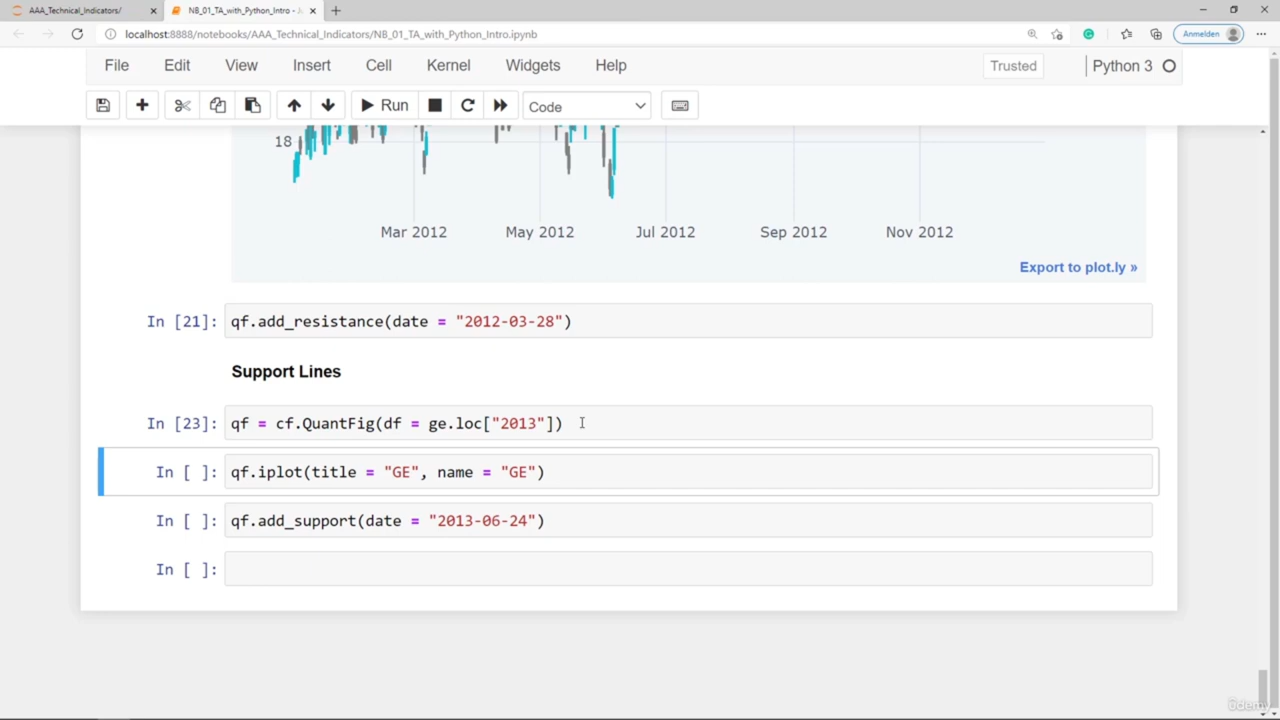 AAA_Technical_Indicators/
NB_01_TA_with_Python_Intro - J
localhost:8888/notebooks/AAA_Technical_Indicators/NB_01_TA_with_Python_Intro.ipynb
Anmelden
File Edit View Insert Cell Kernel Widgets Help
Trusted
Python 3
Run
Code
18
Mar 2012 May 2012 Jul 2012 Sep 2012 Nov 2012
Export to plot.ly »
In [21]: qf.add_resistance(date = "2012-03-28")
Support Lines
In [23]: qf = cf.QuantFig(df = ge.loc["2013"])
In [ ]: qf.iplot(title = "GE", name = "GE")
In [ ]: qf.add_support(date = "2013-06-24")
In [ ]:
Udemy